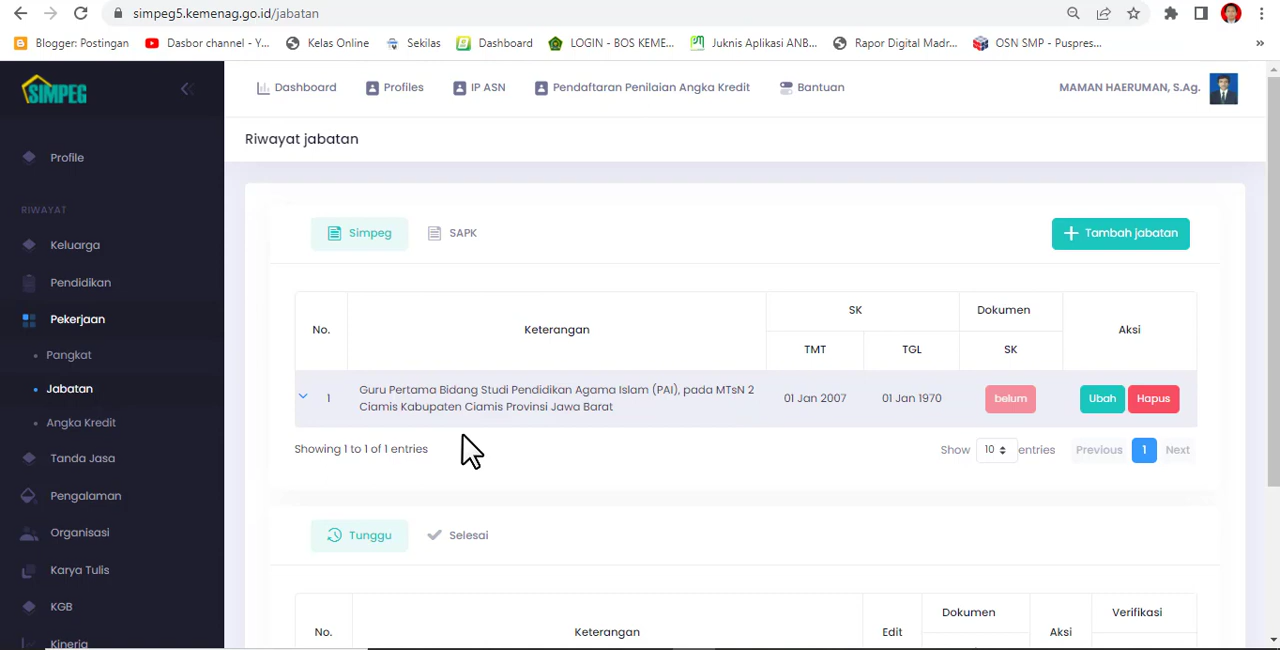 simpeg5.kemenag.go.id/jabatan
Blogger: Postingan
Dasbor channel - Y...
Kelas Online
Sekilas
Dashboard
LOGIN - BOS KEME...
Juknis Aplikasi ANB...
Rapor Digital Madr...
OSN SMP - Puspres...
»
SIMPEG
Dashboard
Profiles
IP ASN
Pendaftaran Penilaian Angka Kredit
Bantuan
MAMAN HAERUMAN, S.Ag.
Profile
RIWAYAT
Keluarga
Pendidikan
Pekerjaan
Pangkat
Jabatan
Angka Kredit
Tanda Jasa
Pengalaman
Organisasi
Karya Tulis
KGB
Kinerja
Riwayat jabatan
Simpeg
SAPK
+ Tambah jabatan
No.
Keterangan
SK
Dokumen
Aksi
TMT
TGL
SK
1
Guru Pertama Bidang Studi Pendidikan Agama Islam (PAI), pada MTsN 2
Ciamis Kabupaten Ciamis Provinsi Jawa Barat
01 Jan 2007
01 Jan 1970
belum
Ubah
Hapus
Showing 1 to 1 of 1 entries
Show 10 entries
Previous
1
Next
Tunggu
Selesai
No.
Keterangan
Edit
Dokumen
Aksi
Verifikasi